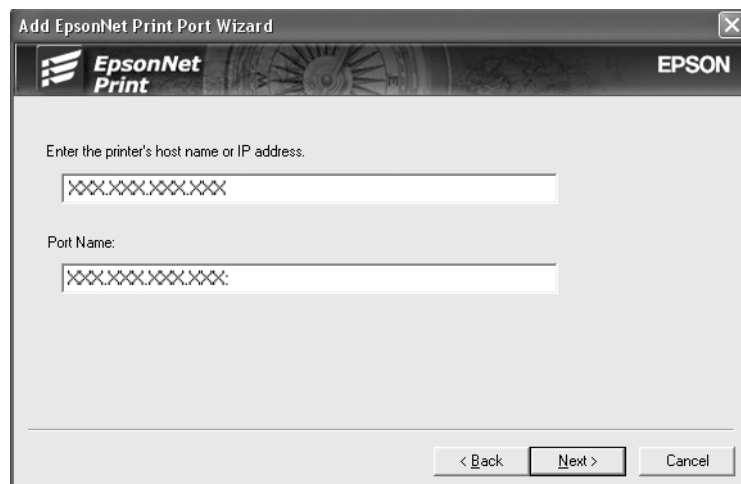 Add EpsonNet Print Port Wizard
EpsonNet
Print
EPSON
Enter the printer's host name or IP address.
XXX.XXX.XXX.XXX
Port Name:
XXX.XXX.XXX.XXX:
< Back
Next >
Cancel